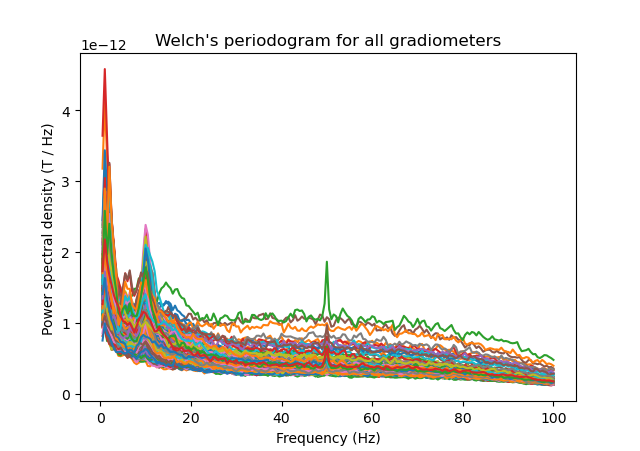 Welch's periodogram for all gradiometers
1e−12
Power spectral density (T / Hz)
4
3
2
1
0
0 20 40 60 80 100
Frequency (Hz)